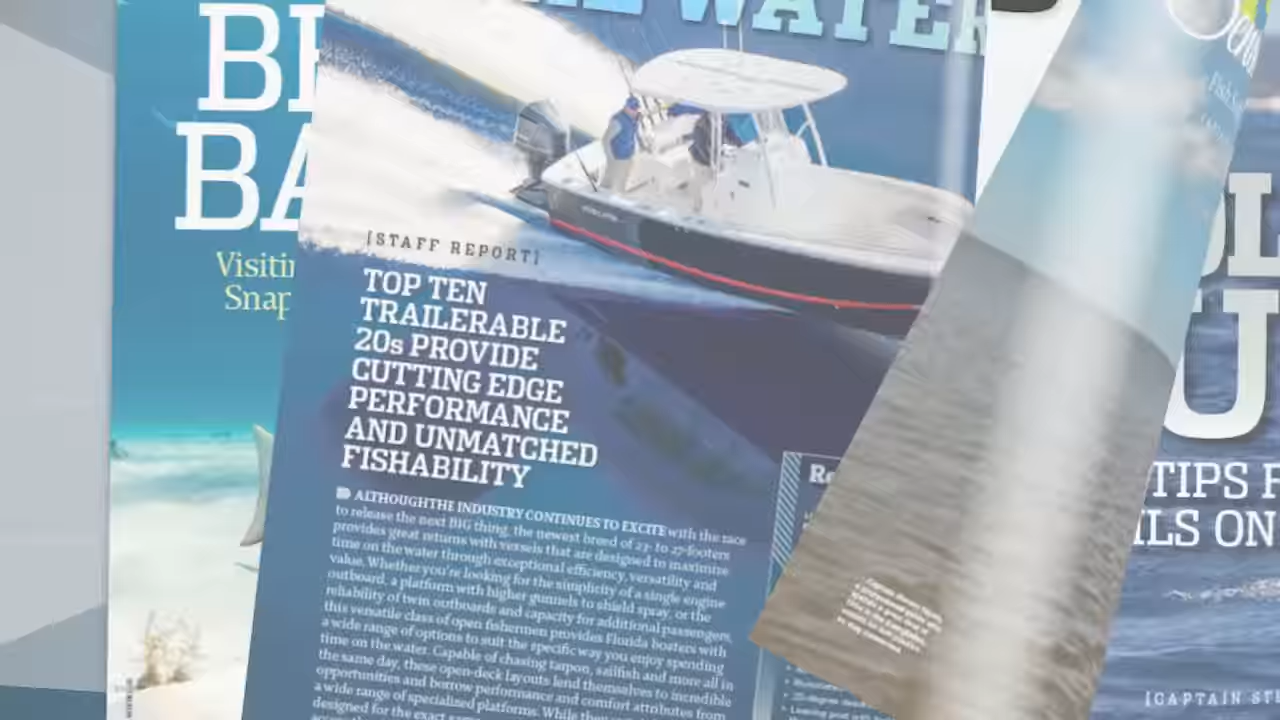 BA
Visitin
Snap
WATER
[STAFF REPORT]
TOP TEN
TRAILERABLE
20s PROVIDE
CUTTING EDGE
PERFORMANCE
AND UNMATCHED
FISHABILITY
ALTHOUGH THE INDUSTRY CONTINUES TO EXCITE with the race
to release the next BIG thing, the newest breed of 23- to 27-footers
provides great returns with vessels that are designed to maximize
time on the water through exceptional efficiency, versatility and
value. Whether you're looking for the simplicity of a single engine
outboard, a platform with higher gunnels to shield spray, or the
reliability of twin outboards and capacity for additional passengers,
this versatile class of open fishermen provides Florida boaters with
a wide range of options to suit the specific way you enjoy spending
time on the water. Capable of chasing tarpon, sailfish and more all in
the same day, these open-deck layouts lend themselves to incredible
opportunities and borrow performance and comfort attributes from
a wide range of specialized platforms. While they
designed for the exact
Re
TIPS F
ILS ON
[CAPTAIN ST